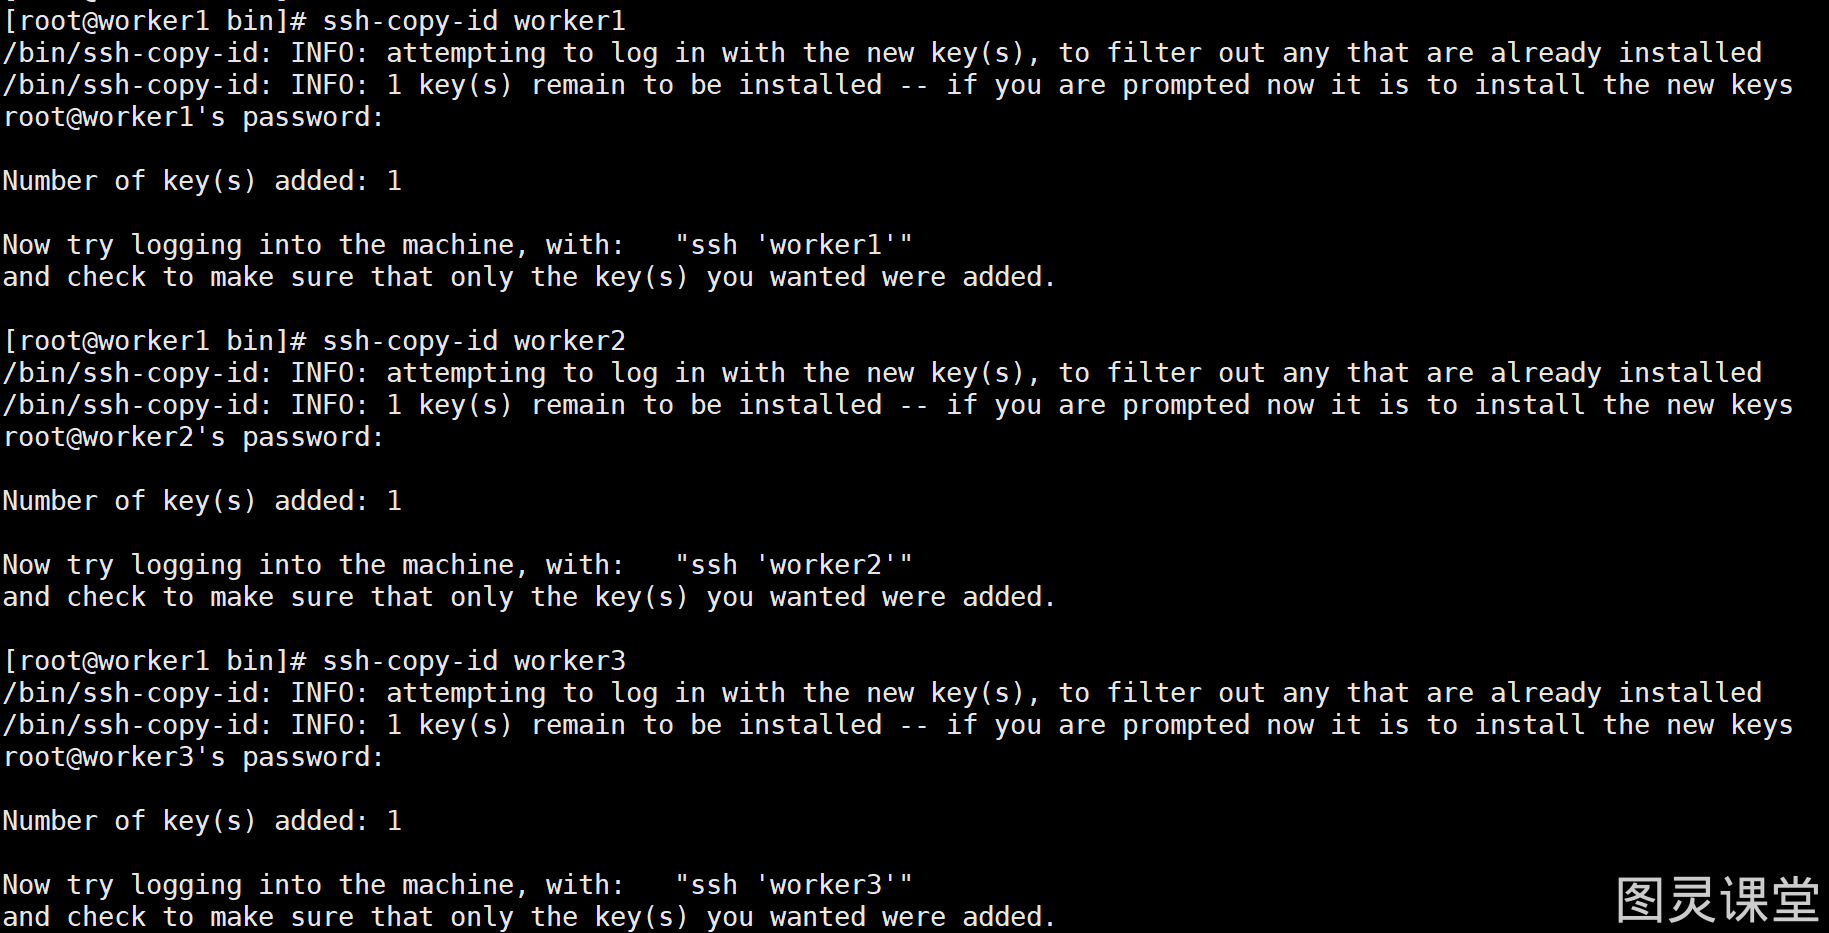 [root@worker1 bin]# ssh-copy-id worker1
/bin/ssh-copy-id: INFO: attempting to log in with the new key(s), to filter out any that are already installed
/bin/ssh-copy-id: INFO: 1 key(s) remain to be installed -- if you are prompted now it is to install the new keys
root@worker1's password:
Number of key(s) added: 1
Now try logging into the machine, with:   "ssh 'worker1'"
and check to make sure that only the key(s) you wanted were added.
[root@worker1 bin]# ssh-copy-id worker2
/bin/ssh-copy-id: INFO: attempting to log in with the new key(s), to filter out any that are already installed
/bin/ssh-copy-id: INFO: 1 key(s) remain to be installed -- if you are prompted now it is to install the new keys
root@worker2's password:
Number of key(s) added: 1
Now try logging into the machine, with:   "ssh 'worker2'"
and check to make sure that only the key(s) you wanted were added.
[root@worker1 bin]# ssh-copy-id worker3
/bin/ssh-copy-id: INFO: attempting to log in with the new key(s), to filter out any that are already installed
/bin/ssh-copy-id: INFO: 1 key(s) remain to be installed -- if you are prompted now it is to install the new keys
root@worker3's password:
Number of key(s) added: 1
Now try logging into the machine, with:   "ssh 'worker3'"
and check to make sure that only the key(s) you wanted were added.
图灵课堂